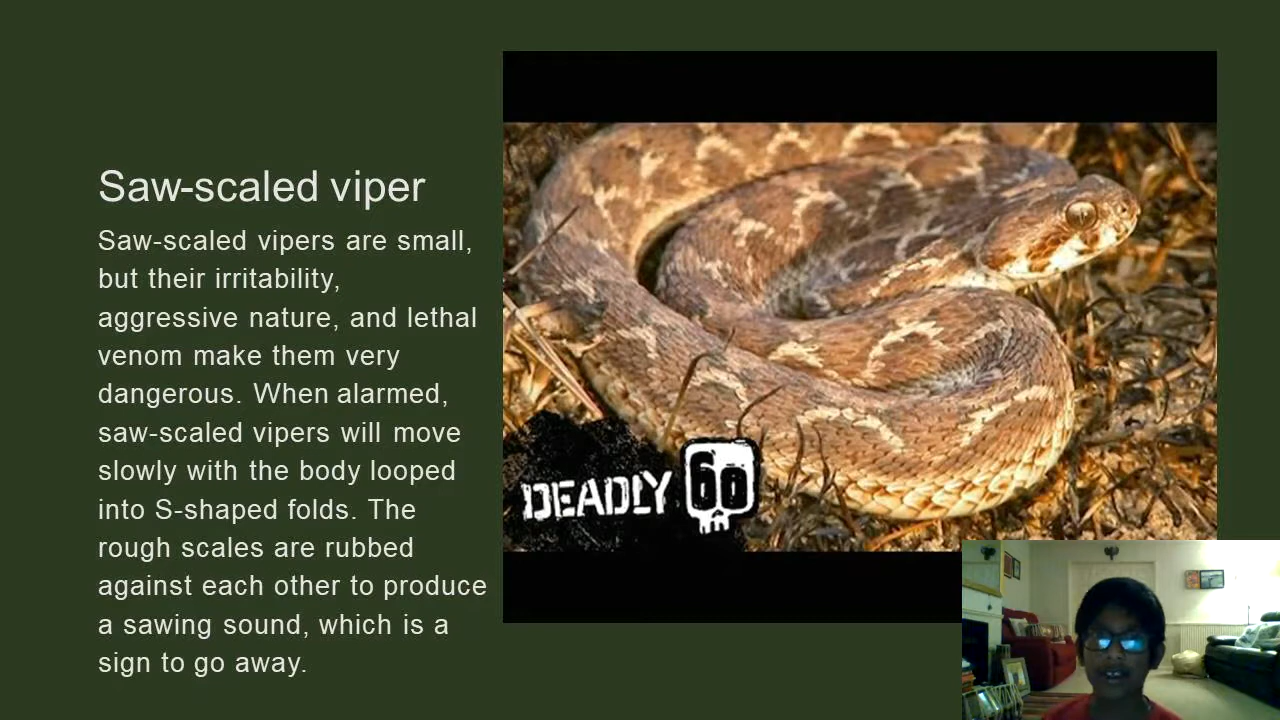 Saw-scaled viper
Saw-scaled vipers are small,
but their irritability,
aggressive nature, and lethal
venom make them very
dangerous. When alarmed,
saw-scaled vipers will move
slowly with the body looped
into S-shaped folds. The
rough scales are rubbed
against each other to produce
a sawing sound, which is a
sign to go away.
DEADLY 60